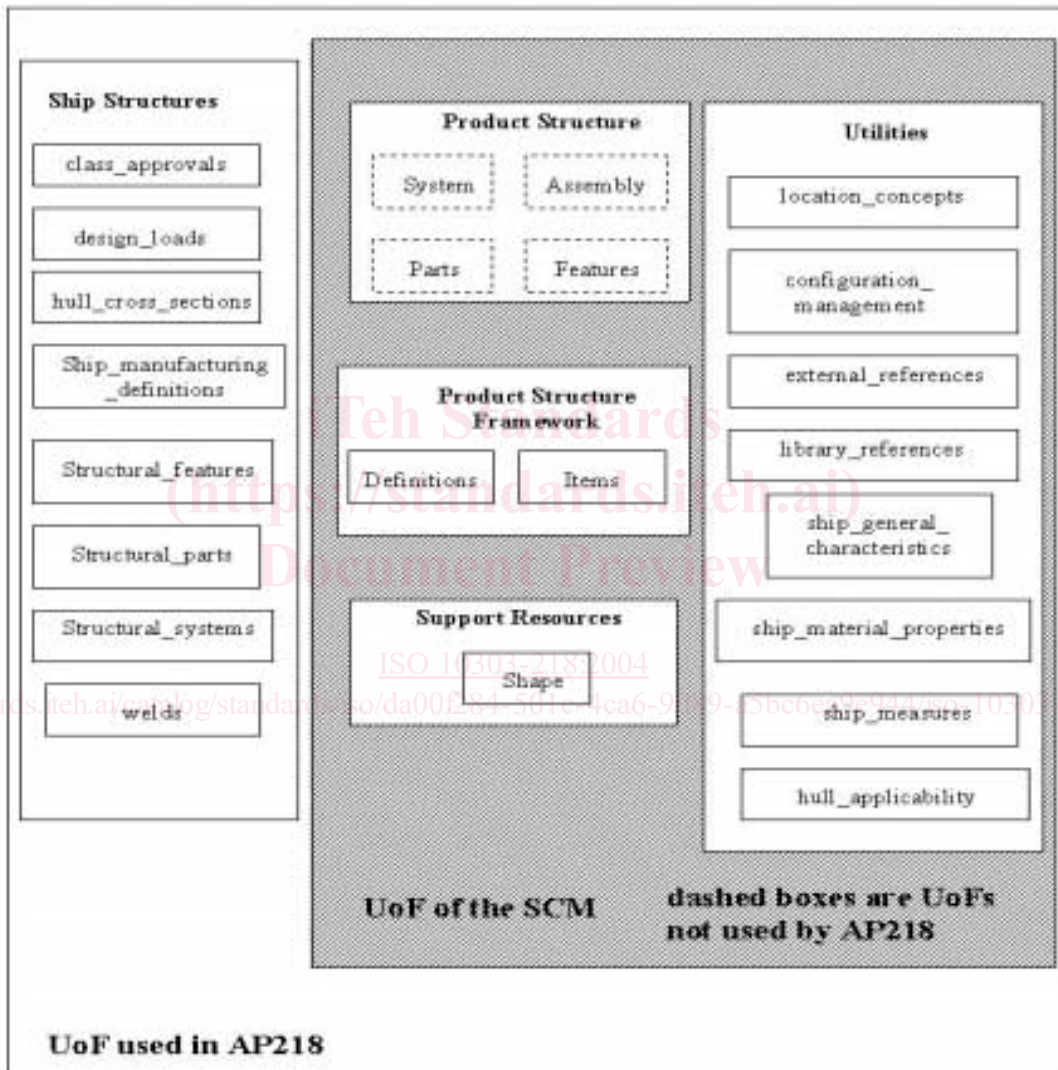 Ship Structures
class_approvals
design_loads
hull_cross_sections
Ship_manufacturing
_definitions
Structural_features
Structural_parts
Structural_systems
welds
Product Structure
System
Assembly
Parts
Features
Product Structure
Framework
Definitions
Items
Support Resources
Shape
Utilities
location_concepts
configuration_
management
external_references
library_references
ship_general_
characteristics
ship_material_properties
ship_measures
hull_applicability
UoF of the SCM
dashed boxes are UoFs
not used by AP218
UoF used in AP218
iTeh Standards
(https://standards.iteh.ai)
Document Preview
ISO 10303-218:2004